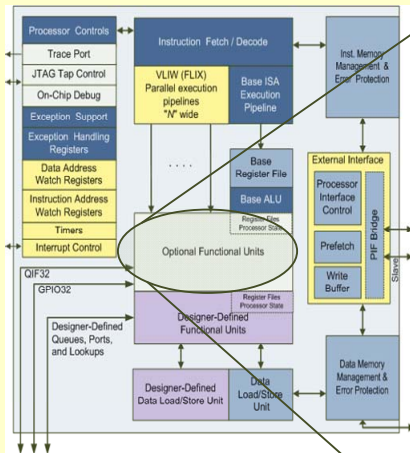 Processor Controls
Trace Port
JTAG Tap Control
On-Chip Debug
Exception Support
Exception Handling
Registers
Data Address
Watch Registers
Instruction Address
Watch Registers
Timers
Interrupt Control
QIF32
GPIO32
Designer-Defined
Queues, Ports,
and Lookups
Instruction Fetch / Decode
VLIW (FLIX)
Parallel execution
pipelines
"N" wide
Base ISA
Execution
Pipeline
. . . .
Base
Register File
Base ALU
Register Files
Processor State
Optional Functional Units
Register Files
Processor State
Designer-Defined
Functional Units
Designer-Defined
Data Load/Store Unit
Data
Load/Store
Unit
Inst. Memory
Management &
Error Protection
External Interface
Processor
Interface
Control
Prefetch
Write
Buffer
PIF Bridge
Slave
Data Memory
Management &
Error Protection